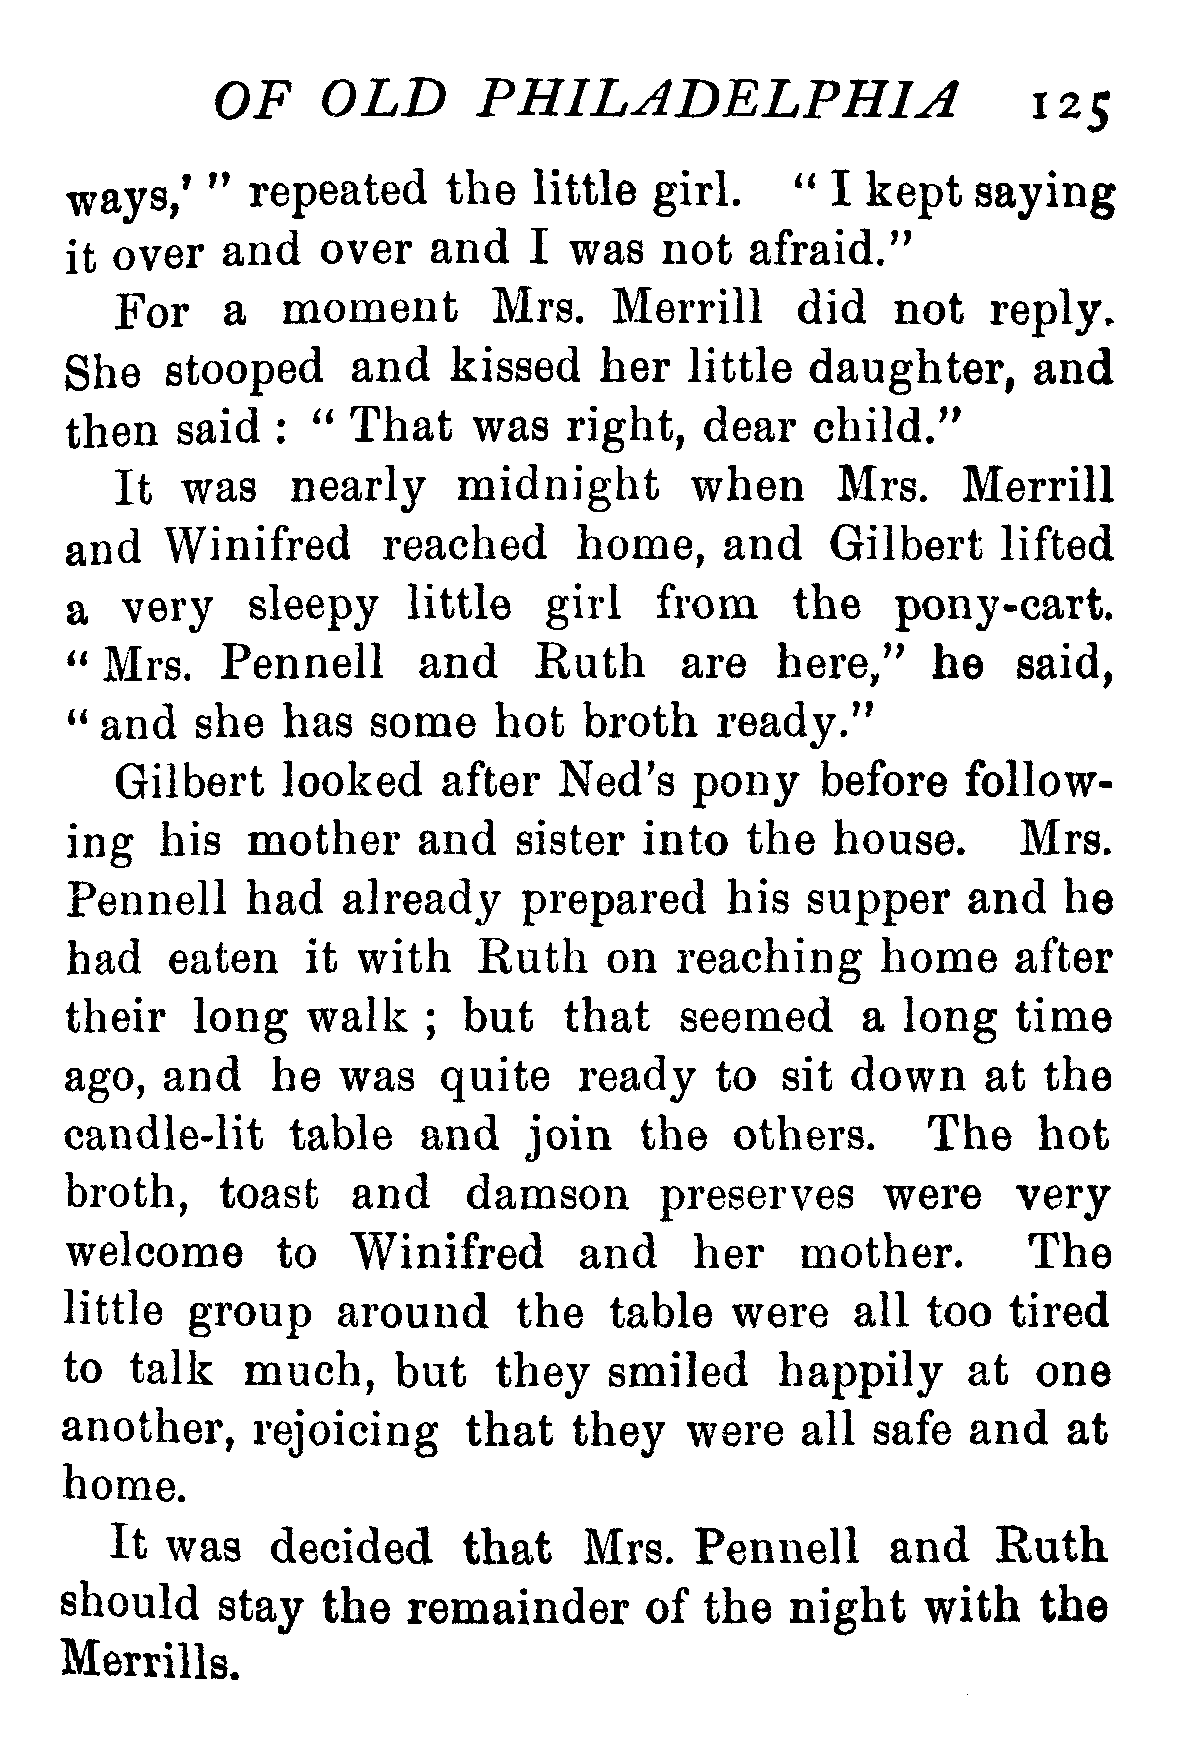 OF OLD PHILADELPHIA 125
ways,' " repeated the little girl. " I kept saying
it over and over and I was not afraid."
For a moment Mrs. Merrill did not reply.
She stooped and kissed her little daughter, and
then said : " That was right, dear child."
It was nearly midnight when Mrs. Merrill
and Winifred reached home, and Gilbert lifted
a very sleepy little girl from the pony-cart.
" Mrs. Pennell and Ruth are here," he said,
" and she has some hot broth ready."
Gilbert looked after Ned's pony before follow-
ing his mother and sister into the house. Mrs.
Pennell had already prepared his supper and he
had eaten it with Ruth on reaching home after
their long walk ; but that seemed a long time
ago, and he was quite ready to sit down at the
candle-lit table and join the others. The hot
broth, toast and damson preserves were very
welcome to Winifred and her mother. The
little group around the table were all too tired
to talk much, but they smiled happily at one
another, rejoicing that they were all safe and at
home.
It was decided that Mrs. Pennell and Ruth
should stay the remainder of the night with the
Merrills.